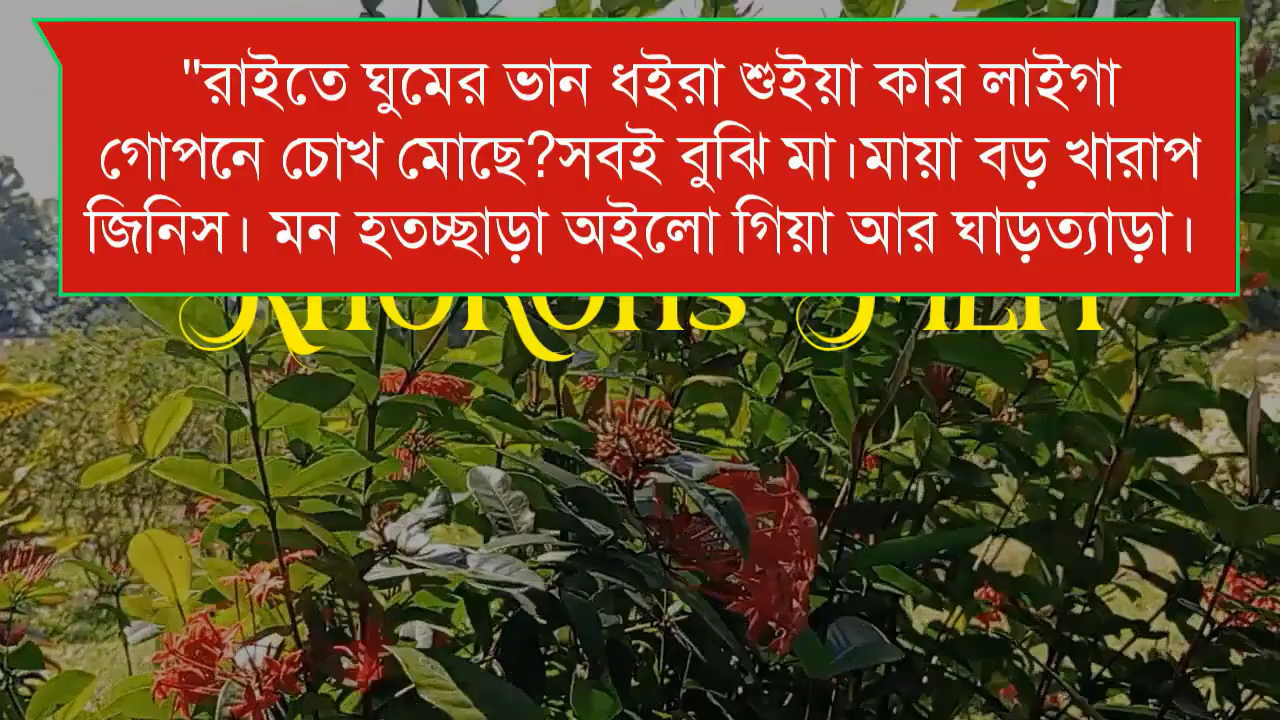 "রাইতে ঘুমের ভান ধইরা শুইয়া কার লাইগা
গোপনে চোখ মোছে?সবই বুঝি মা।মায়া বড় খারাপ
জিনিস। মন হতচ্ছাড়া অইলো গিয়া আর ঘাড়ত্যাড়া।